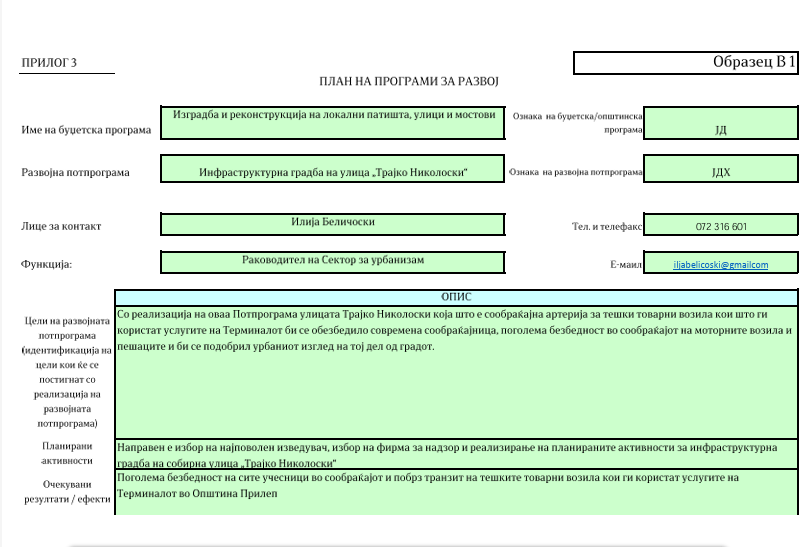 ПРИЛОГ 3
Образец В 1
ПЛАН НА ПРОГРАМИ ЗА РАЗВОЈ
Име на буџетска програма
Изградба и реконструкција на локални патишта, улици и мостови
Ознака на буџетска/општинска
програма
ЈД
Развојна потпрограма
Инфраструктурна градба на улица „Трајко Николоски“
Ознака на развојна потпрограма
ЈДХ
Лице за контакт
Илија Беличоски
Тел. и телефакс
072 316 601
Функција:
Раководител на Сектор за урбанизам
Е-маил
iljabelicoski@gmailcom
ОПИС
Цели на развојната
потпрограма
(идентификација на
цели кои ќе се
постигнат со
реализација на
развојната
потпрограма)
Со реализација на оваа Потпрограма улицата Трајко Николоски која што е сообраќајна артерија за тешки товарни возила кои што ги
користат услугите на Терминалот би се обезбедило современа сообраќајница, поголема безбедност во сообраќајот на моторните возила и
пешаците и би се подобрил урбаниот изглед на тој дел од градот.
Планирани
активности
Направен е избор на најповолен изведувач, избор на фирма за надзор и реализирање на планираните активности за инфраструктурна
градба на собирна улица „Трајко Николоски“
Очекувани
резултати / ефекти
Поголема безбедност на сите учесници во сообраќајот и побрз транзит на тешките товарни возила кои ги користат услугите на
Терминалот во Општина Прилеп